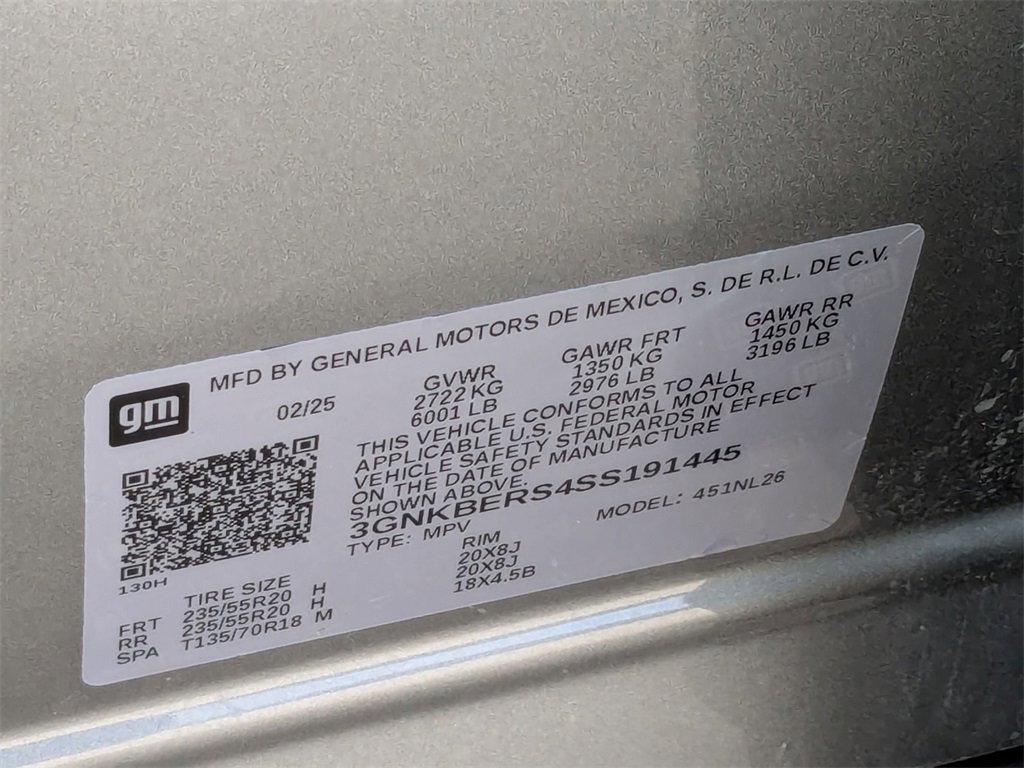 MFD BY GENERAL MOTORS DE MEXICO, S. DE R.L. DE C.V.
gm
02/25
GVWR
2722 KG
6001 LB
GAWR FRT
1350 KG
2976 LB
GAWR RR
1450 KG
3196 LB
THIS VEHICLE CONFORMS TO ALL
APPLICABLE U.S. FEDERAL MOTOR
VEHICLE SAFETY STANDARDS IN EFFECT
ON THE DATE OF MANUFACTURE
SHOWN ABOVE.
3GNKBERS4SS191445
TYPE: MPV
MODEL: 451NL26
130H
TIRE SIZE RIM
FRT 235/55R20 H 20X8J
RR 235/55R20 H 20X8J
SPA T135/70R18 M 18X4.5B